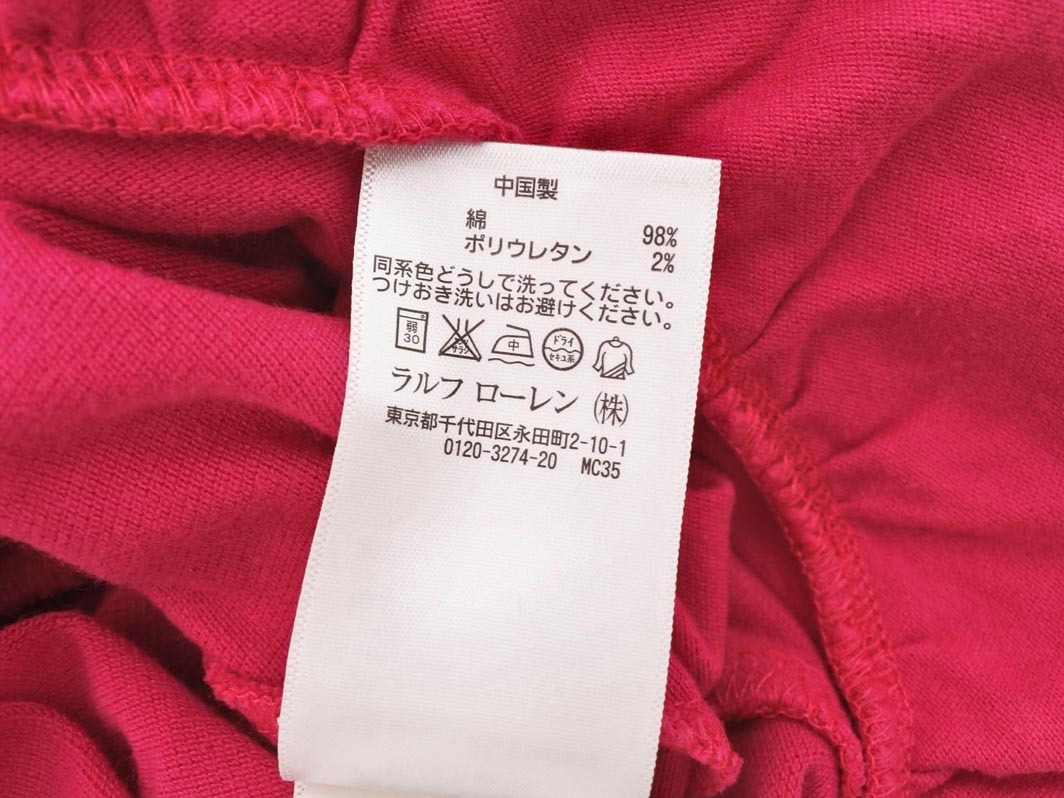 中国製
綿 98%
ポリウレタン 2%
同系色どうしで洗ってください。
つけおき洗いはお避けください。
弱 30
中
ドライ
セキユ系
ラルフ ローレン (株)
東京都千代田区永田町2-10-1
0120-3274-20 MC35